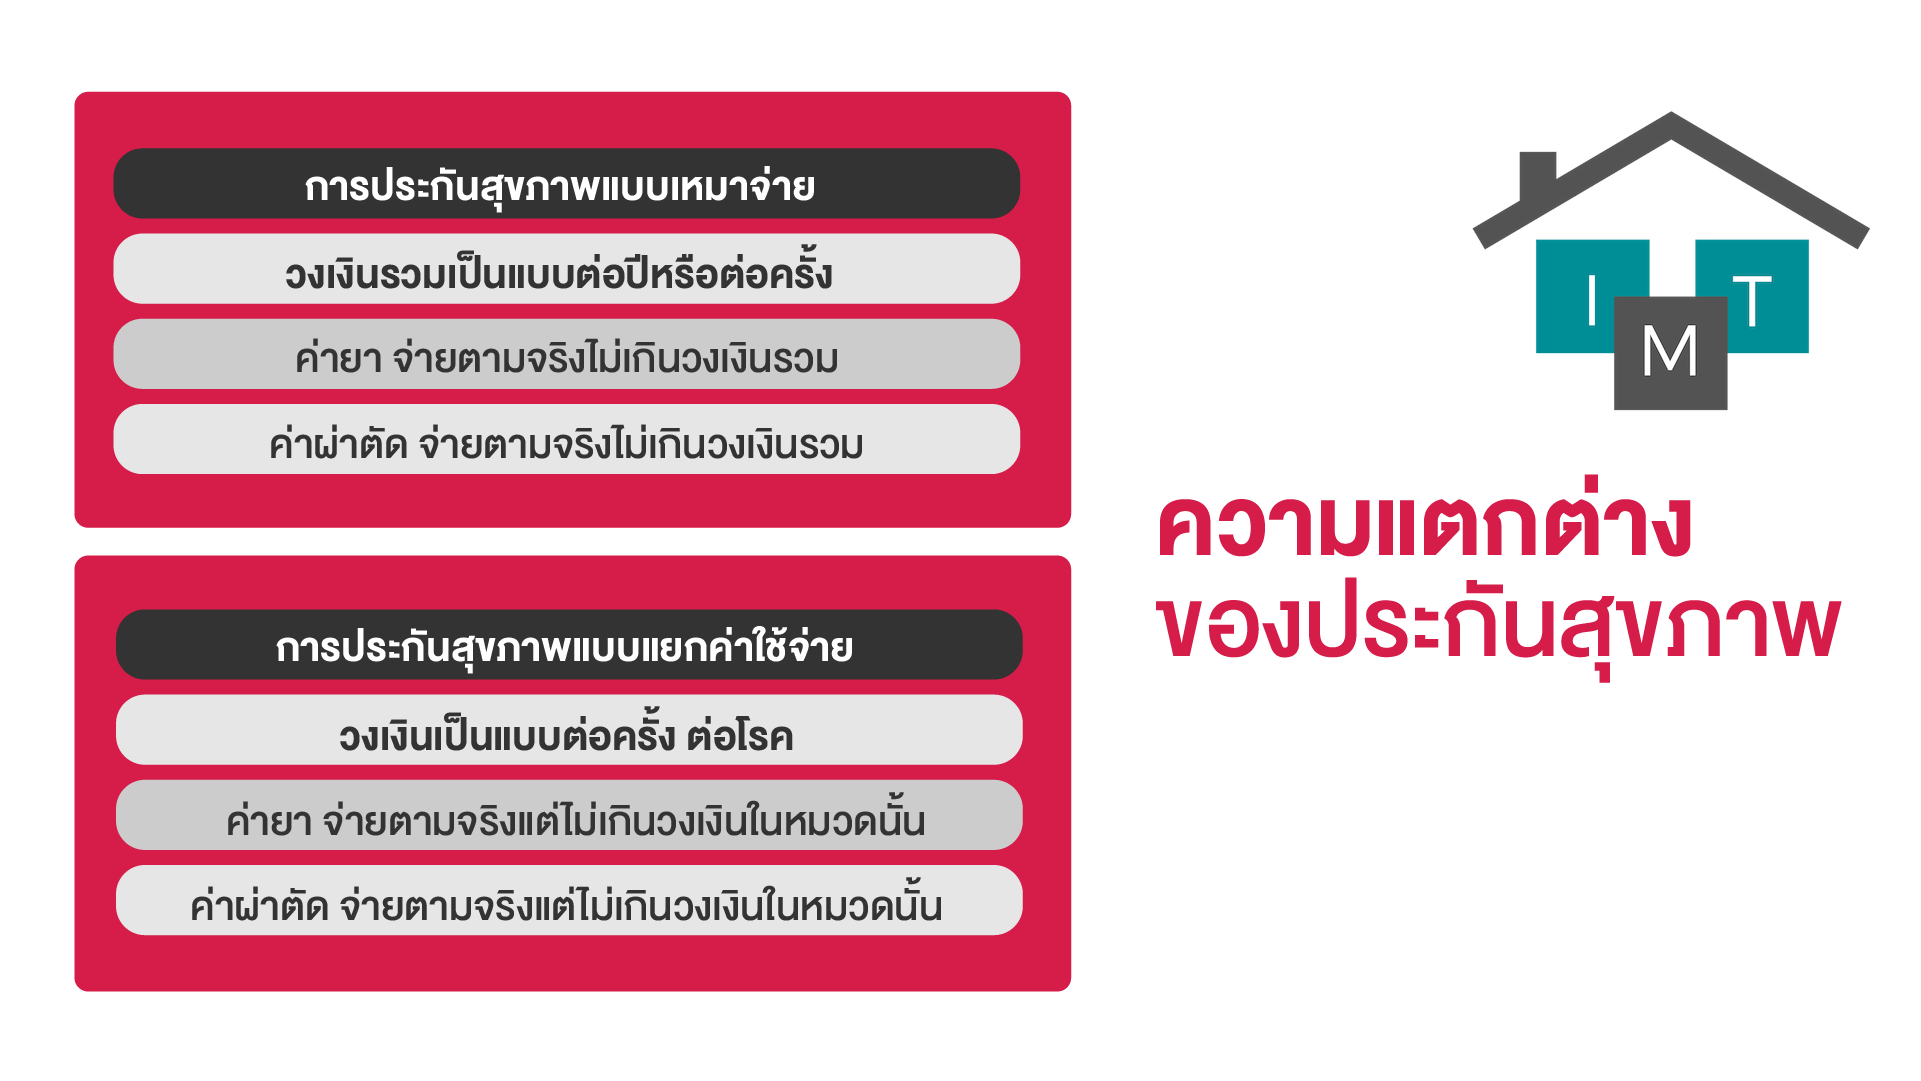 การประกันสุขภาพแบบเหมาจ่าย
วงเงินรวมเป็นแบบต่อปีหรือต่อครั้ง
ค่ายา จ่ายตามจริงไม่เกินวงเงินรวม
ค่าผ่าตัด จ่ายตามจริงไม่เกินวงเงินรวม
การประกันสุขภาพแบบแยกค่าใช้จ่าย
วงเงินเป็นแบบต่อครั้ง ต่อโรค
ค่ายา จ่ายตามจริงแต่ไม่เกินวงเงินในหมวดนั้น
ค่าผ่าตัด จ่ายตามจริงแต่ไม่เกินวงเงินในหมวดนั้น
I M T
ความแตกต่าง
ของประกันสุขภาพ